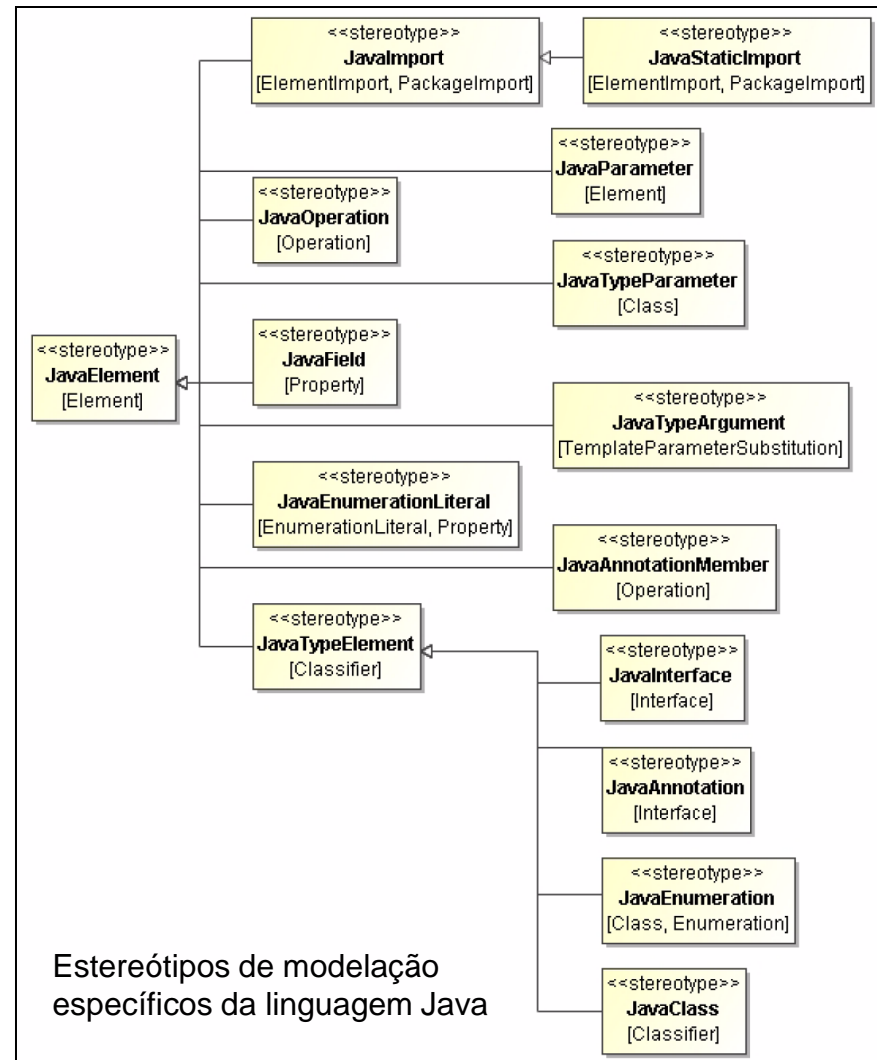 <<stereotype>>
JavaImport
[ElementImport, PackageImport]
<<stereotype>>
JavaStaticImport
[ElementImport, PackageImport]
<<stereotype>>
JavaParameter
[Element]
<<stereotype>>
JavaOperation
[Operation]
<<stereotype>>
JavaTypeParameter
[Class]
<<stereotype>>
JavaElement
[Element]
<<stereotype>>
JavaField
[Property]
<<stereotype>>
JavaTypeArgument
[TemplateParameterSubstitution]
<<stereotype>>
JavaEnumerationLiteral
[EnumerationLiteral, Property]
<<stereotype>>
JavaAnnotationMember
[Operation]
<<stereotype>>
JavaTypeElement
[Classifier]
<<stereotype>>
JavaInterface
[Interface]
<<stereotype>>
JavaAnnotation
[Interface]
<<stereotype>>
JavaEnumeration
[Class, Enumeration]
<<stereotype>>
JavaClass
[Classifier]
Estereótipos de modelação
específicos da linguagem Java